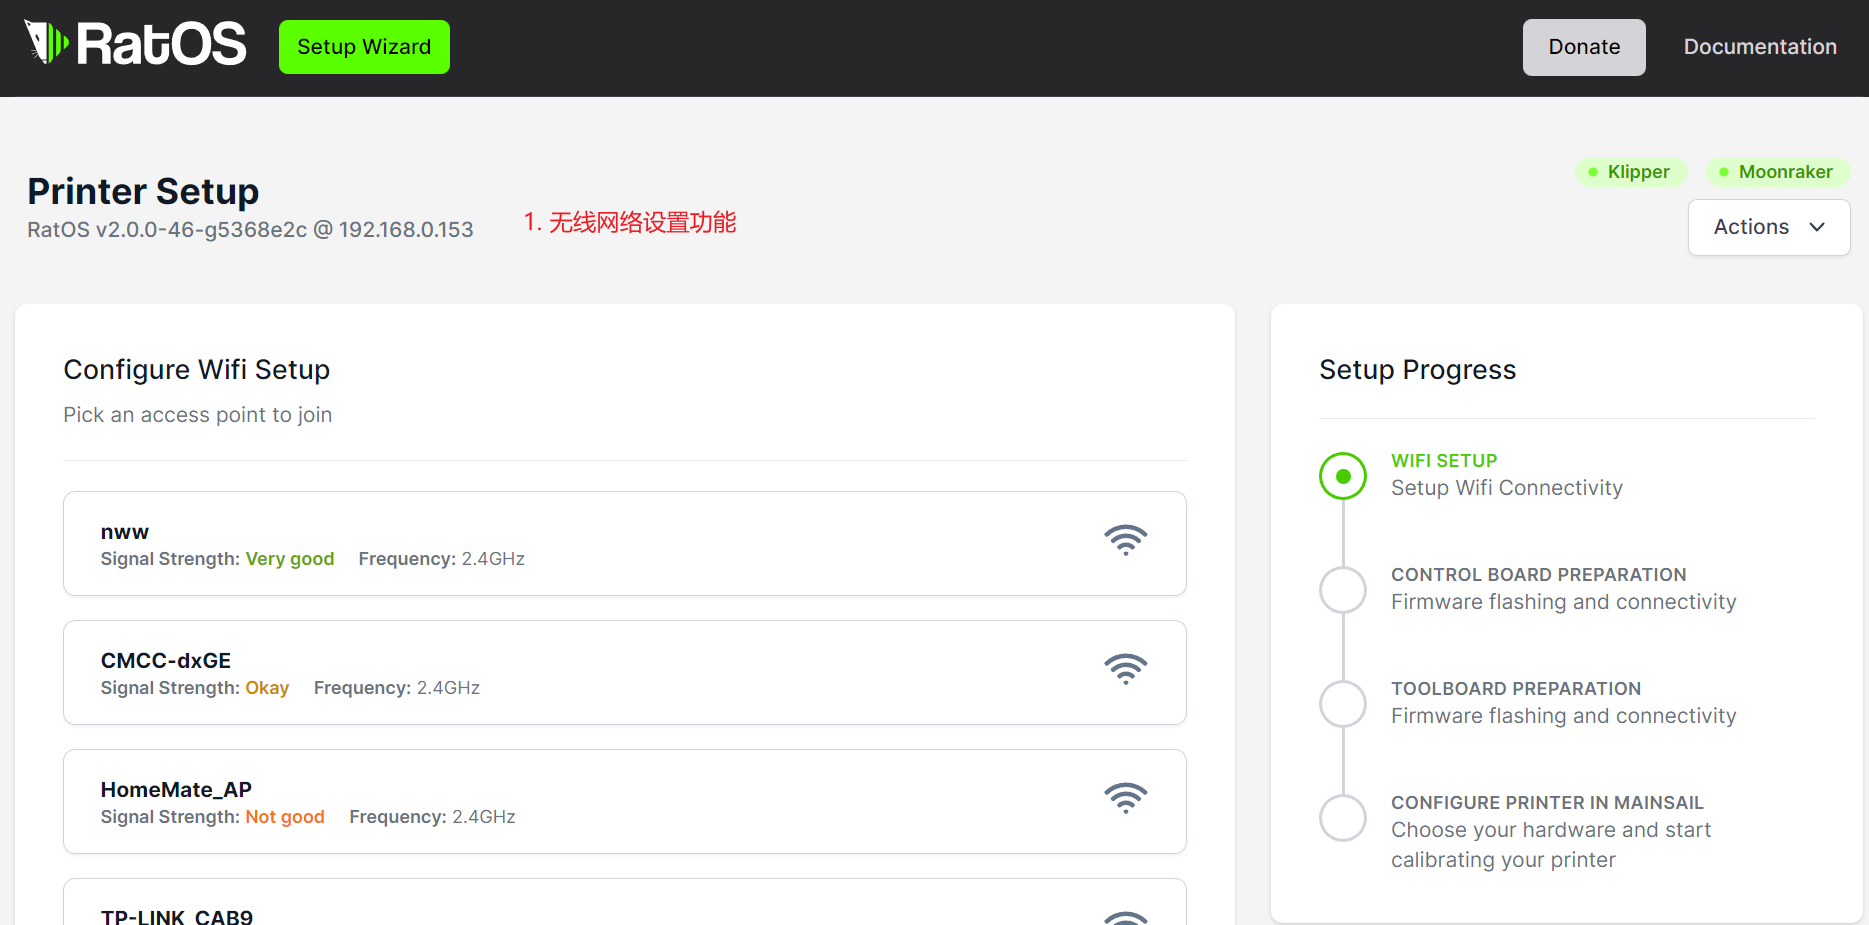 RatOS
Setup Wizard
Donate
Documentation
Printer Setup
RatOS v2.0.0-46-g5368e2c @ 192.168.0.153
1. 无线网络设置功能
Klipper
Moonraker
Actions
Configure Wifi Setup
Pick an access point to join
nww
Signal Strength: Very good Frequency: 2.4GHz
CMCC-dxGE
Signal Strength: Okay Frequency: 2.4GHz
HomeMate_AP
Signal Strength: Not good Frequency: 2.4GHz
TP-LINK_CAB9
Setup Progress
WIFI SETUP
Setup Wifi Connectivity
CONTROL BOARD PREPARATION
Firmware flashing and connectivity
TOOLBOARD PREPARATION
Firmware flashing and connectivity
CONFIGURE PRINTER IN MAINSAIL
Choose your hardware and start
calibrating your printer